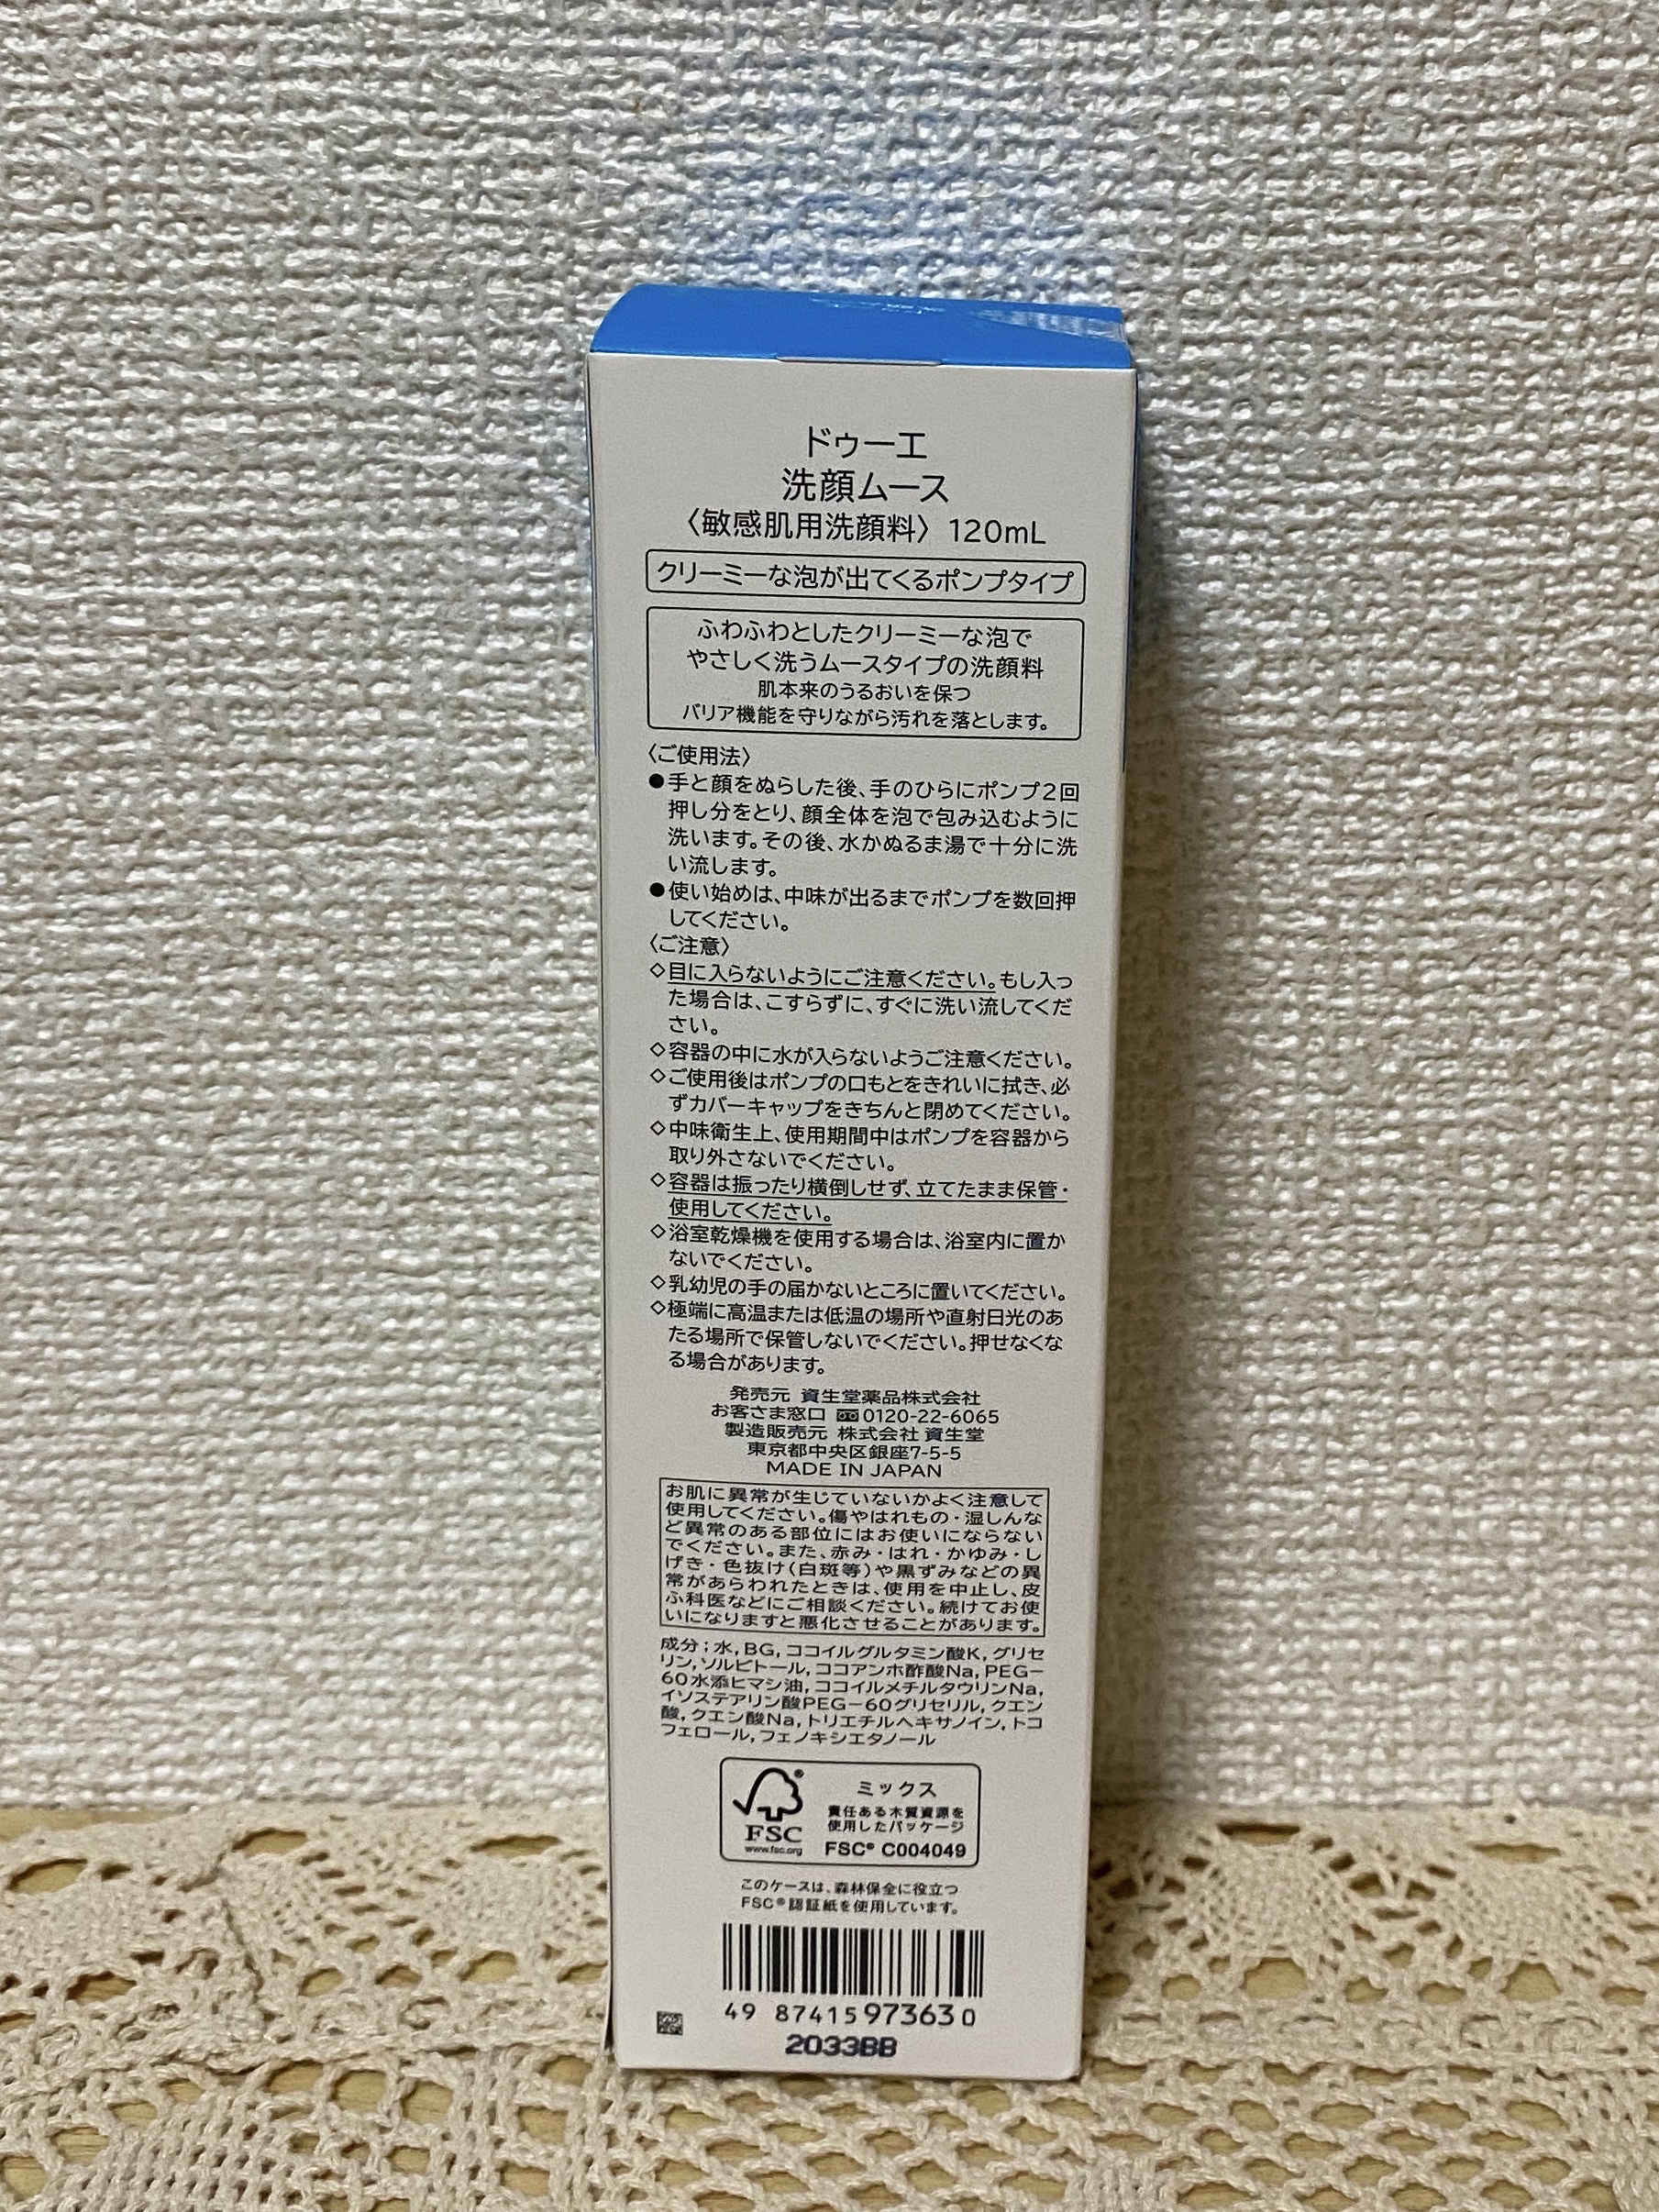 ドゥーエ
洗顔ムース
〈敏感肌用洗顔料〉 120mL
クリーミーな泡が出てくるポンプタイプ
ふわふわとしたクリーミーな泡で
やさしく洗うムースタイプの洗顔料
肌本来のうるおいを保つ
バリア機能を守りながら汚れを落とします。
〈ご使用法〉
●手と顔をぬらした後、手のひらにポンプ2回
押し分をとり、顔全体を泡で包み込むように
洗います。その後、水かぬるま湯で十分に洗
い流します。
●使い始めは、中味が出るまでポンプを数回押
してください。
〈ご注意〉
◇目に入らないようにご注意ください。もし入っ
た場合は、こすらずに、すぐに洗い流してくだ
さい。
◇容器の中に水が入らないようご注意ください。
◇ご使用後はポンプの口もとをきれいに拭き、必
ずカバーキャップをきちんと閉めてください。
◇中味衛生上、使用期間中はポンプを容器から
取り外さないでください。
◇容器は振ったり横倒しせず、立てたまま保管・
使用してください。
◇浴室乾燥機を使用する場合は、浴室内に置か
ないでください。
◇乳幼児の手の届かないところに置いてください。
◇極端に高温または低温の場所や直射日光のあ
たる場所で保管しないでください。押せなくな
る場合があります。
発売元 資生堂薬品株式会社
お客さま窓口 0120-22-6065
製造販売元 株式会社 資生堂
東京都中央区銀座7-5-5
MADE IN JAPAN
お肌に異常が生じていないかよく注意して
使用してください。傷やはれもの・湿しんな
ど異常のある部位にはお使いにならない
でください。また、赤み・はれ・かゆみ・し
げき・色抜け(白斑等)や黒ずみなどの異
常があらわれたときは、使用を中止し、皮
ふ科医などにご相談ください。続けてお使
いになりますと悪化させることがあります。
成分；水, BG, ココイルグルタミン酸K, グリセ
リン, ソルビトール, ココアンホ酢酸Na, PEG-
60水添ヒマシ油, ココイルメチルタウリンNa,
イソステアリン酸PEG-60グリセリル, クエン
酸, クエン酸Na, トリエチルヘキサノイン, トコ
フェロール, フェノキシエタノール
FSC®
www.fsc.org
ミックス
責任ある木質資源を
使用したパッケージ
FSC® C004049
このケースは、森林保全に役立つ
FSC®認証紙を使用しています。
49 87415973630
2033BB